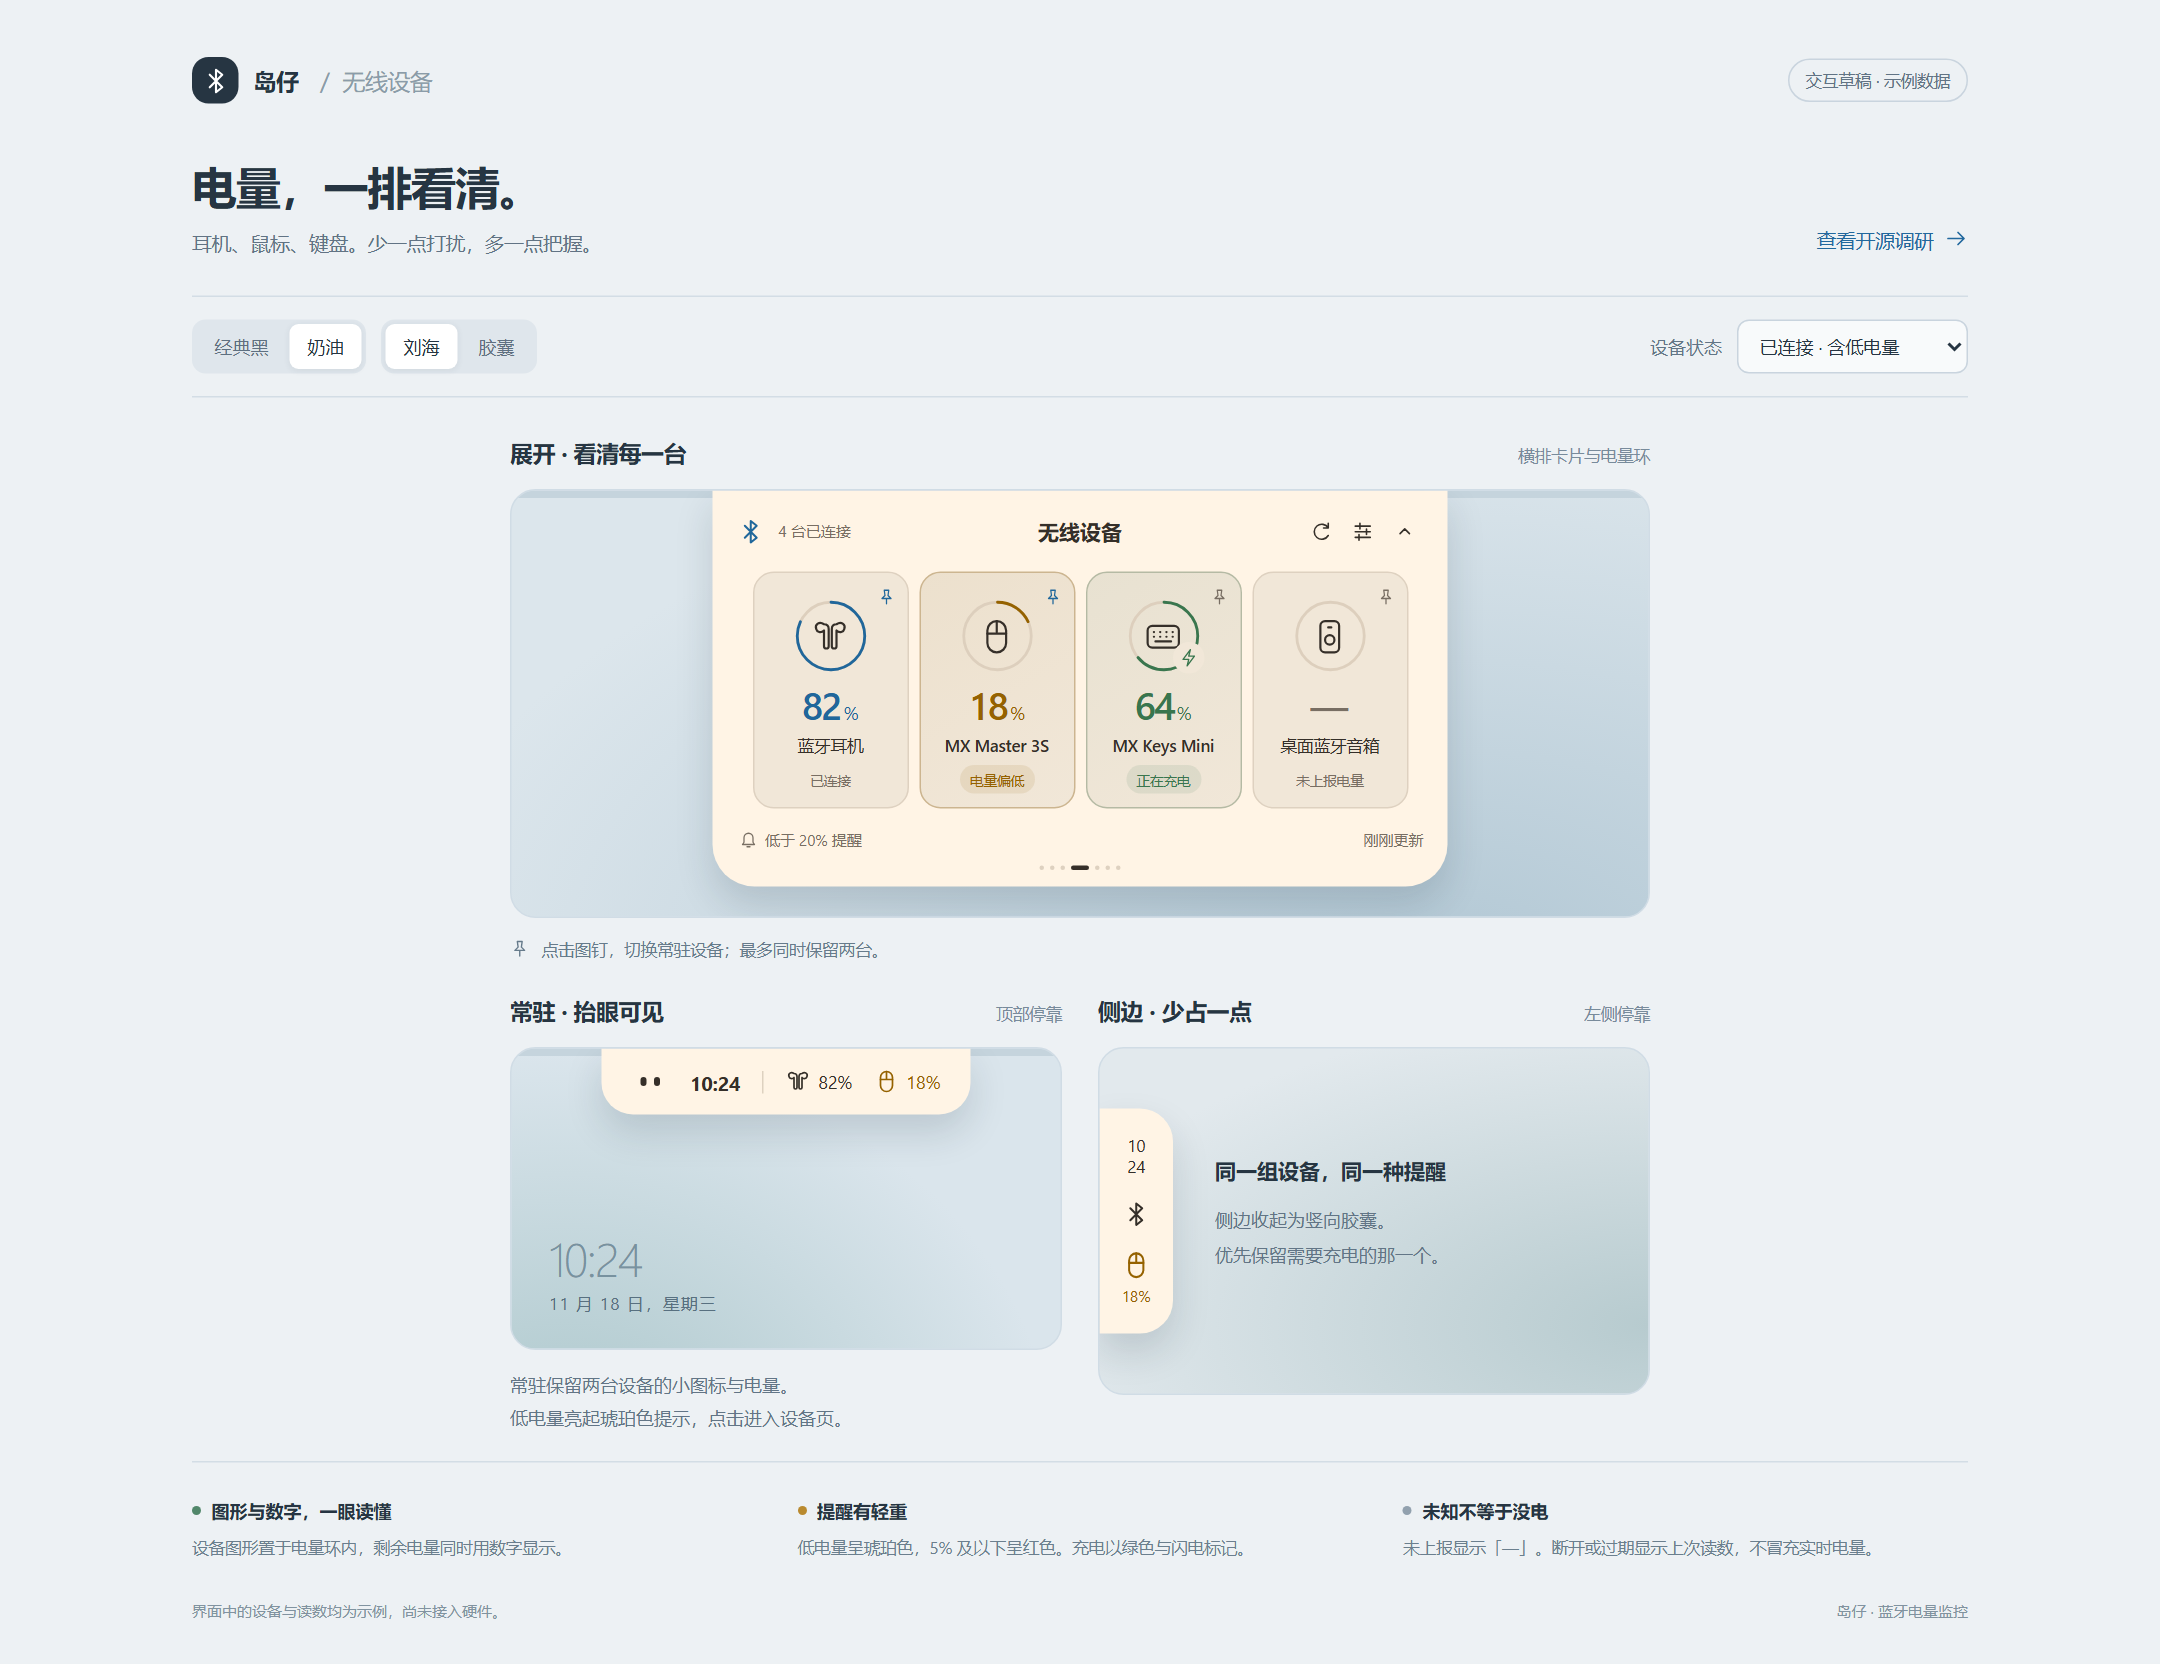 岛仔 / 无线设备
交互草稿 · 示例数据
电量，一排看清。
耳机、鼠标、键盘。少一点打扰，多一点把握。
查看开源调研 →
经典黑 奶油 刘海 胶囊
设备状态 已连接 · 含低电量
展开 · 看清每一台
横排卡片与电量环
4 台已连接
无线设备
82%
蓝牙耳机
已连接
18%
MX Master 3S
电量偏低
64%
MX Keys Mini
正在充电
—
桌面蓝牙音箱
未上报电量
低于 20% 提醒
刚刚更新
点击图钉，切换常驻设备；最多同时保留两台。
常驻 · 抬眼可见
顶部停靠
10:24 82% 18%
10:24
11 月 18 日，星期三
常驻保留两台设备的小图标与电量。
低电量亮起琥珀色提示，点击进入设备页。
侧边 · 少占一点
左侧停靠
10
24
18%
同一组设备，同一种提醒
侧边收起为竖向胶囊。
优先保留需要充电的那一个。
图形与数字，一眼读懂
设备图形置于电量环内，剩余电量同时用数字显示。
提醒有轻重
低电量呈琥珀色，5% 及以下呈红色。充电以绿色与闪电标记。
未知不等于没电
未上报显示「—」。断开或过期显示上次读数，不冒充实时电量。
界面中的设备与读数均为示例，尚未接入硬件。
岛仔 · 蓝牙电量监控